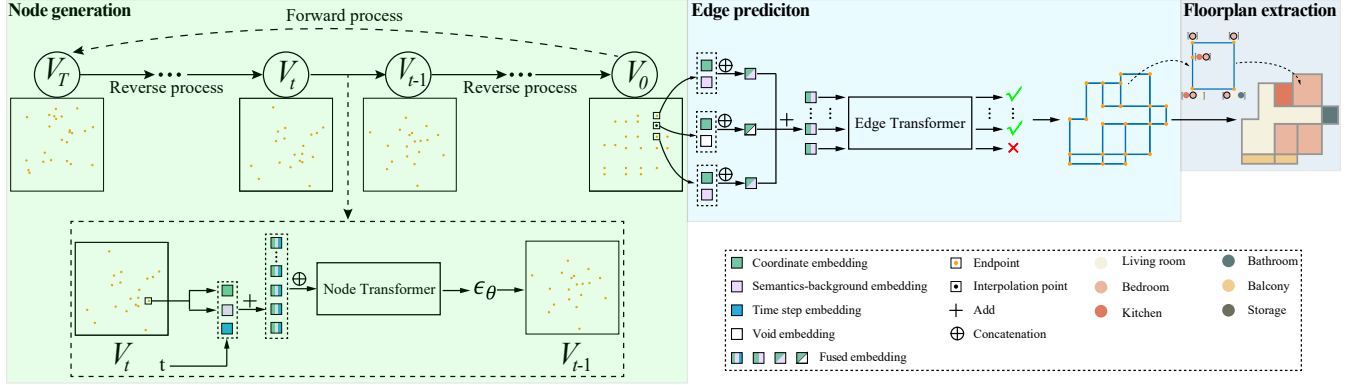 Node generation
Edge prediciton
Floorplan extraction
Forward process
V_T
V_t
V_{t-1}
V_0
Reverse process
Reverse process
Edge Transformer
Node Transformer
ϵ_θ
V_t
t
V_{t-1}
Coordinate embedding
Semantics-background embedding
Time step embedding
Void embedding
Fused embedding
Endpoint
Interpolation point
Add
Concatenation
Living room
Bedroom
Kitchen
Bathroom
Balcony
Storage